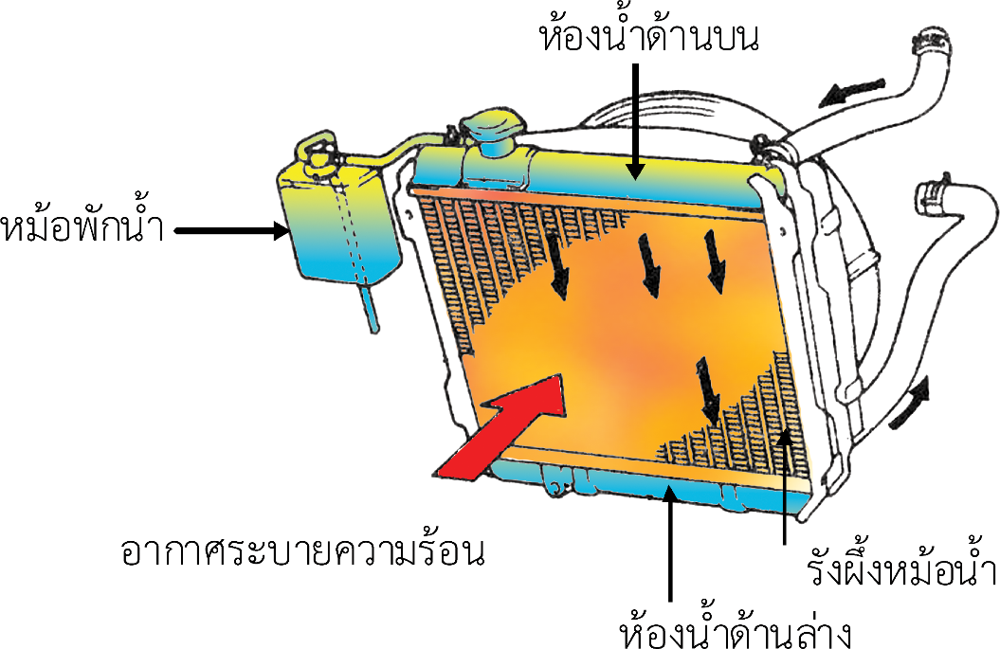 ห้องน้ำด้านบน
หม้อพักน้ำ
อากาศระบายความร้อน
รังผึ้งหม้อน้ำ
ห้องน้ำด้านล่าง